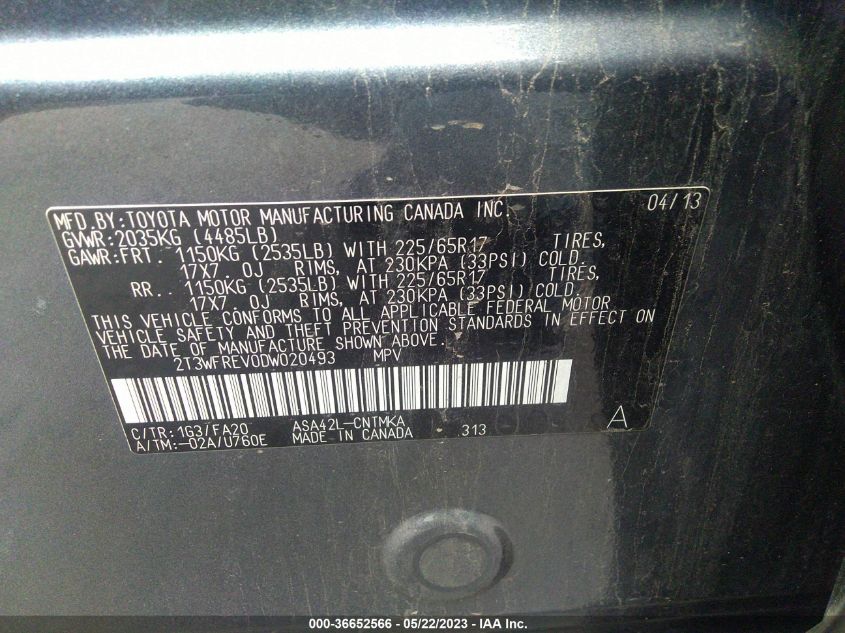 MFD.BY:TOYOTA MOTOR MANUFACTURING CANADA INC. 04/13
GVWR:2035KG (4485LB)
GAWR:FRT. 1150KG (2535LB) WITH 225/65R17 TIRES,
17X7.0J RIMS, AT 230KPA (33PSI) COLD.
RR.. 1150KG (2535LB) WITH 225/65R17 TIRES,
17X7.0J RIMS, AT 230KPA (33PSI) COLD.
THIS VEHICLE CONFORMS TO ALL APPLICABLE FEDERAL MOTOR
VEHICLE SAFETY AND THEFT PREVENTION STANDARDS IN EFFECT ON
THE DATE OF MANUFACTURE SHOWN ABOVE.
2T3WFREV0DW020493 MPV
C/TR:1G3/FA20 ASA42L-CNTMKA A
A/TM:-02A/U760E MADE IN CANADA 313
000-36652566 - 05/22/2023 - IAA Inc.